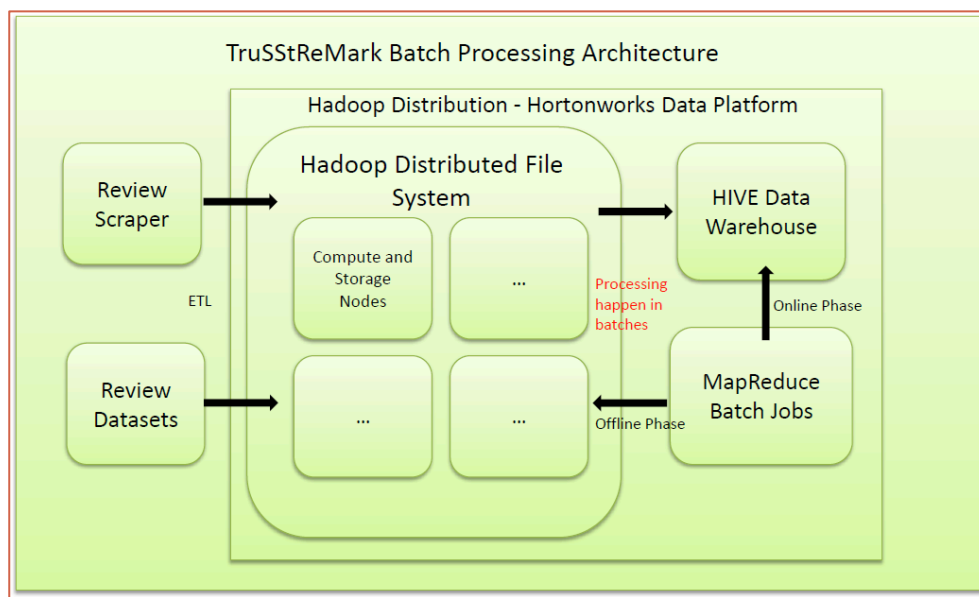 TruSStReMark Batch Processing Architecture
Hadoop Distribution - Hortonworks Data Platform
Review
Scraper
Hadoop Distributed File
System
HIVE Data
Warehouse
Compute and
Storage
Nodes
...
Processing
happen in
batches
ETL
Online Phase
Review
Datasets
...
...
Offline Phase
MapReduce
Batch Jobs